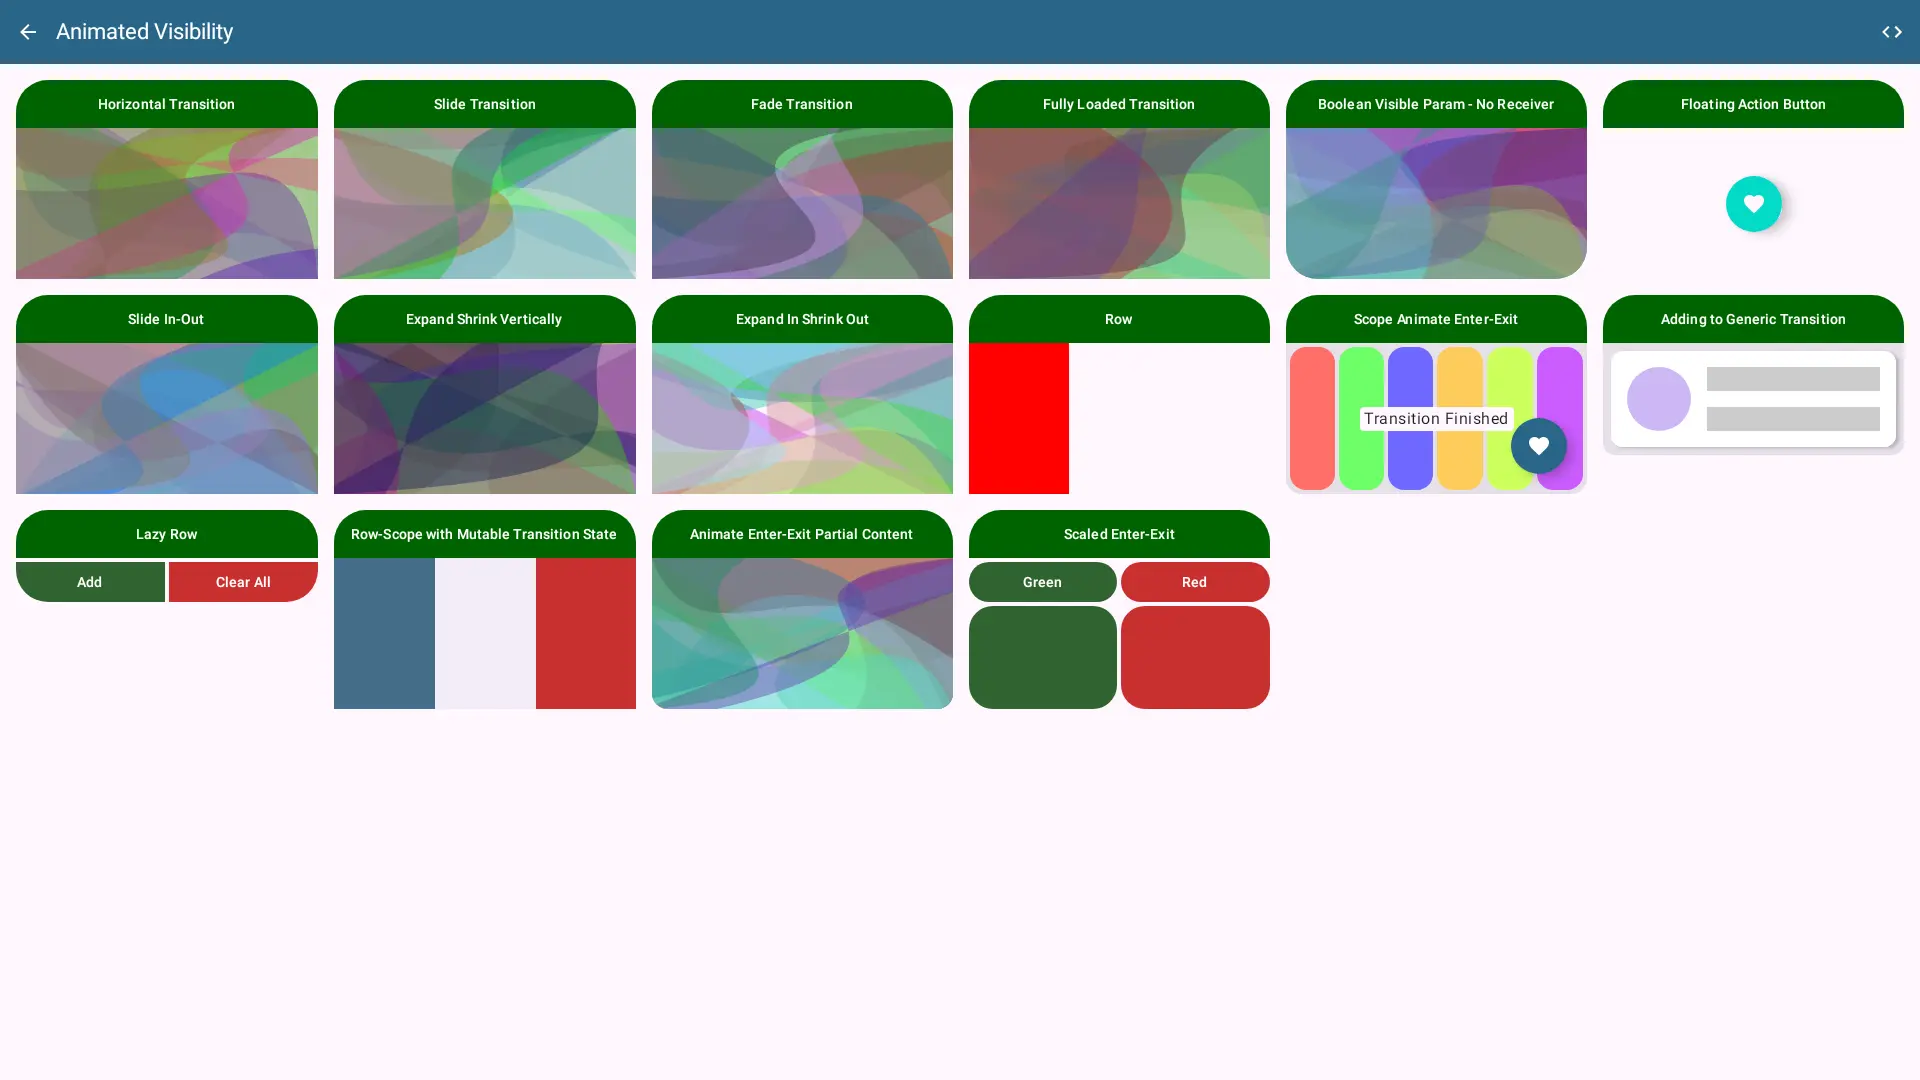 Animated Visibility
Horizontal Transition
Slide Transition
Fade Transition
Fully Loaded Transition
Boolean Visible Param - No Receiver
Floating Action Button
Slide In-Out
Expand Shrink Vertically
Expand In Shrink Out
Row
Scope Animate Enter-Exit
Adding to Generic Transition
Transition Finished
Lazy Row
Row-Scope with Mutable Transition State
Animate Enter-Exit Partial Content
Scaled Enter-Exit
Add
Clear All
Green
Red